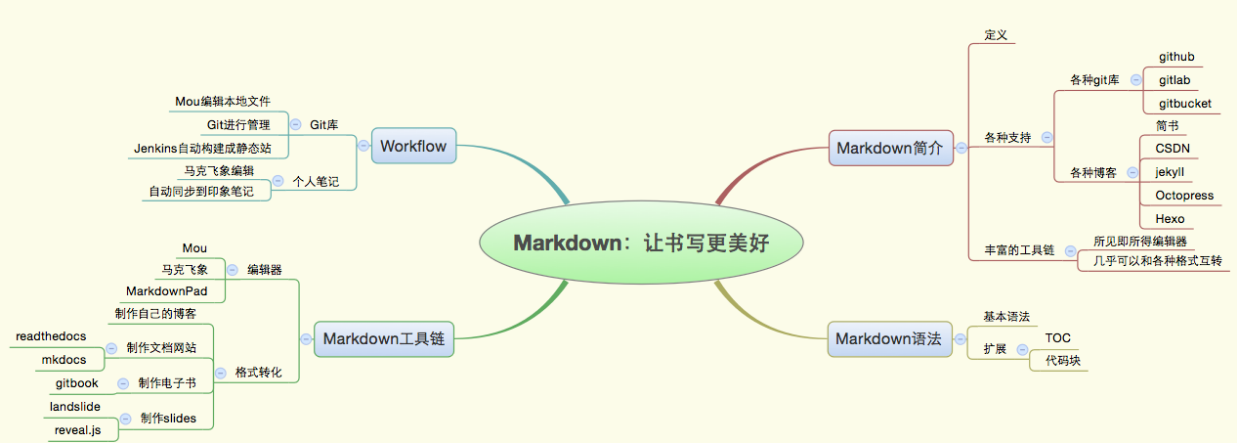 Markdown：让书写更美好
Markdown简介
定义
各种支持
各种git库
github
gitlab
gitbucket
各种博客
简书
CSDN
jekyll
Octopress
Hexo
丰富的工具链
所见即所得编辑器
几乎可以和各种格式互转
Markdown语法
基本语法
扩展
TOC
代码块
Workflow
Git库
Mou编辑本地文件
Git进行管理
Jenkins自动构建成静态站
个人笔记
马克飞象编辑
自动同步到印象笔记
Markdown工具链
编辑器
Mou
马克飞象
MarkdownPad
格式转化
制作自己的博客
制作文档网站
readthedocs
mkdocs
制作电子书
gitbook
制作slides
landslide
reveal.js